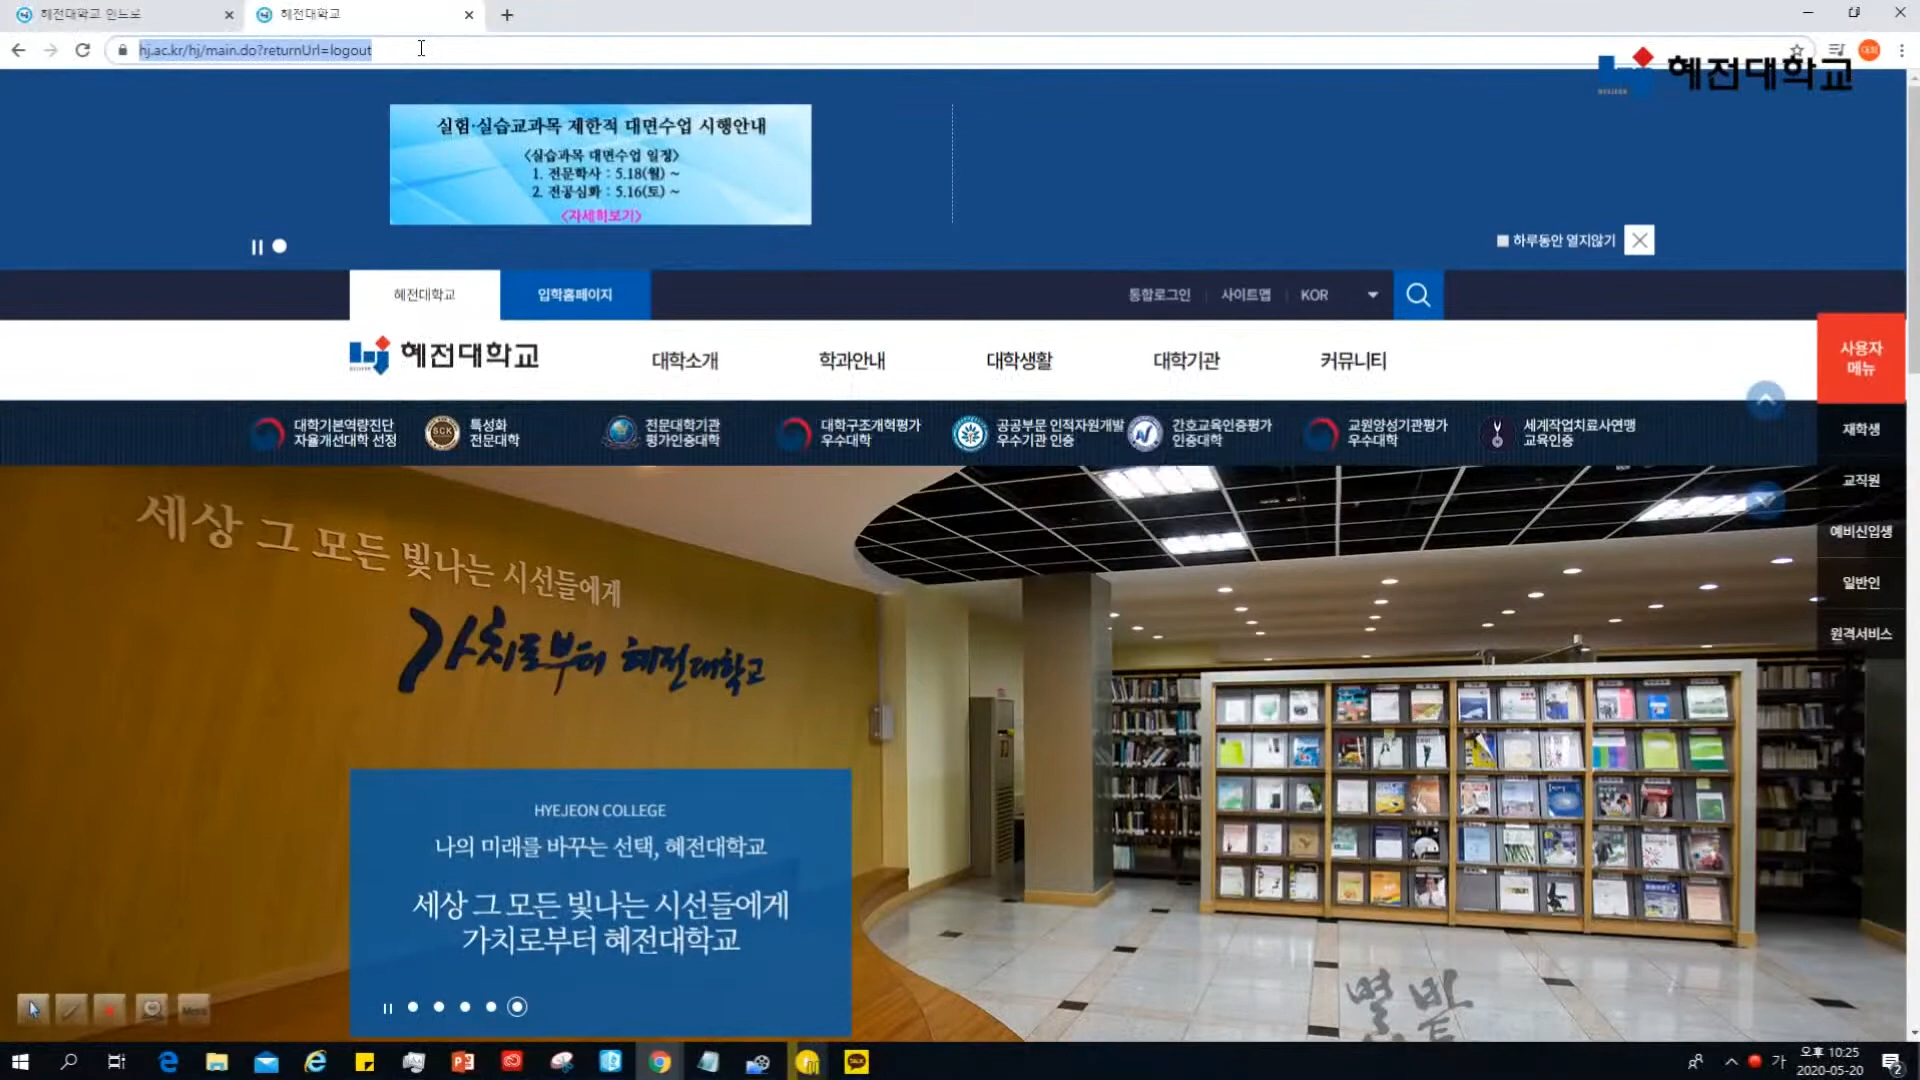 혜전대학교 인트로
혜전대학교
hj.ac.kr/hj/main.do?returnUrl=logout
대희
혜전대학교
실험·실습교과목 제한적 대면수업 시행안내
<실습과목 대면수업 일정>
1. 전문학사 : 5.18(월) ~
2. 전공심화 : 5.16(토) ~
<자세히보기>
하루동안 열지않기
혜전대학교
입학홈페이지
통합로그인
사이트맵
KOR
혜전대학교
대학소개
학과안내
대학생활
대학기관
커뮤니티
사용자
메뉴
대학기본역량진단
자율개선대학 선정
SCK
특성화
전문대학
전문대학기관
평가인증대학
대학구조개혁평가
우수대학
공공부문 인적자원개발
우수기관 인증
간호교육인증평가
인증대학
교원양성기관평가
우수대학
세계작업치료사연맹
교육인증
재학생
교직원
예비신입생
일반인
원격서비스
세상 그 모든 빛나는 시선들에게
가치로부터 혜전대학교
HYEJEON COLLEGE
나의 미래를 바꾸는 선택, 혜전대학교
세상 그 모든 빛나는 시선들에게
가치로부터 혜전대학교
별밭
Menu
TALK
가
오후 10:25
2020-05-20
2